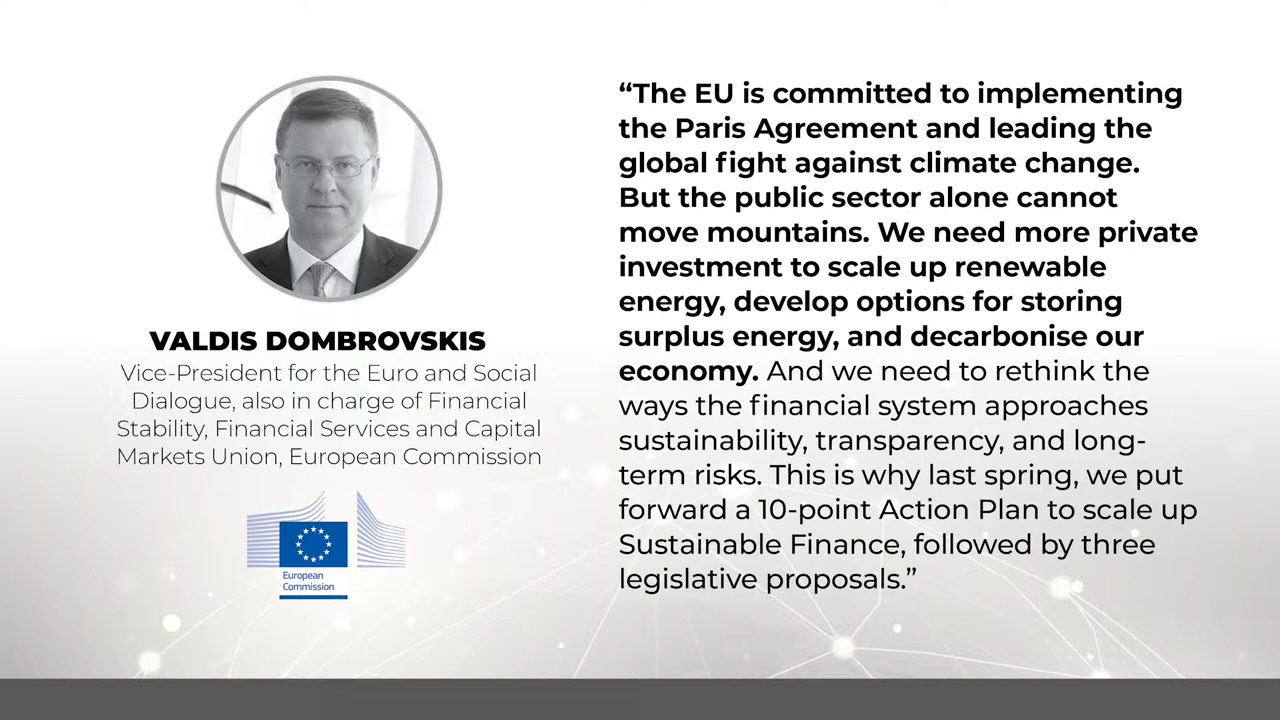 VALDIS DOMBROVSKIS
Vice-President for the Euro and Social
Dialogue, also in charge of Financial
Stability, Financial Services and Capital
Markets Union, European Commission
European
Commission
“The EU is committed to implementing
the Paris Agreement and leading the
global fight against climate change.
But the public sector alone cannot
move mountains. We need more private
investment to scale up renewable
energy, develop options for storing
surplus energy, and decarbonise our
economy. And we need to rethink the
ways the financial system approaches
sustainability, transparency, and long-
term risks. This is why last spring, we put
forward a 10-point Action Plan to scale up
Sustainable Finance, followed by three
legislative proposals.”